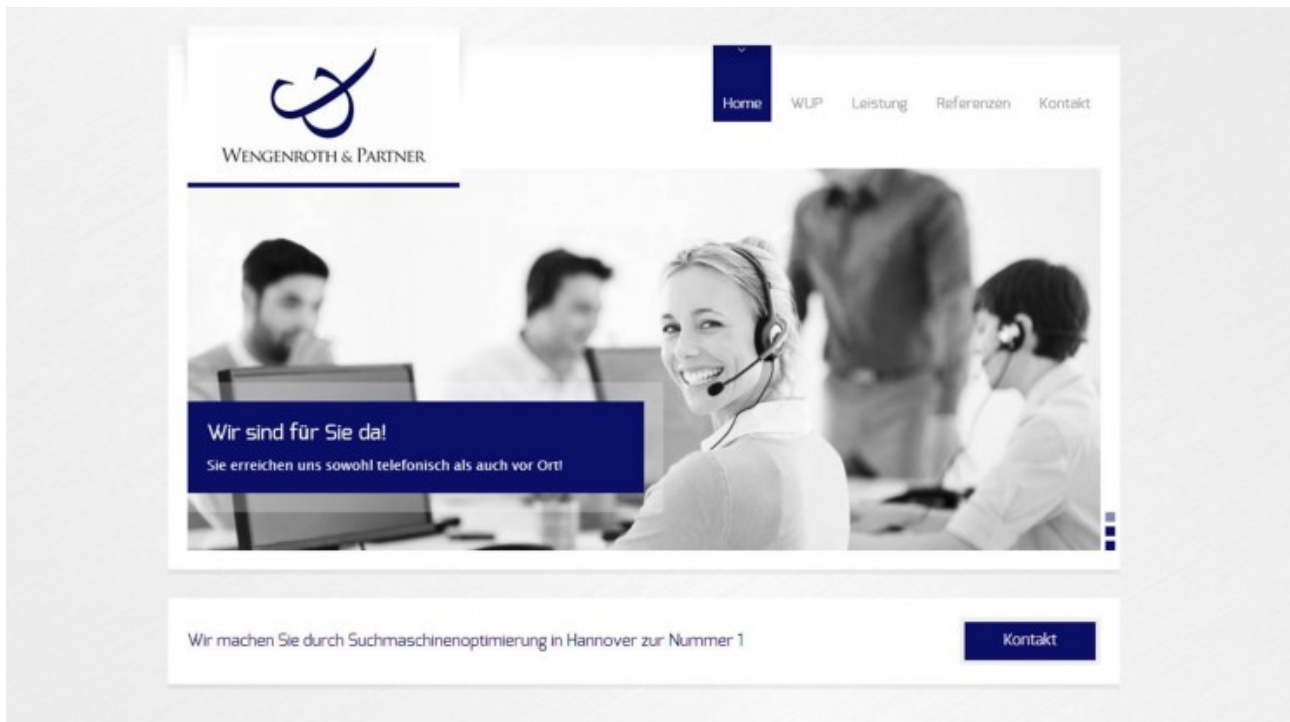 WENGENROTH & PARTNER
Home WUP Leistung Referenzen Kontakt
Wir sind für Sie da!
Sie erreichen uns sowohl telefonisch als auch vor Ort!
Wir machen Sie durch Suchmaschinenoptimierung in Hannover zur Nummer 1
Kontakt